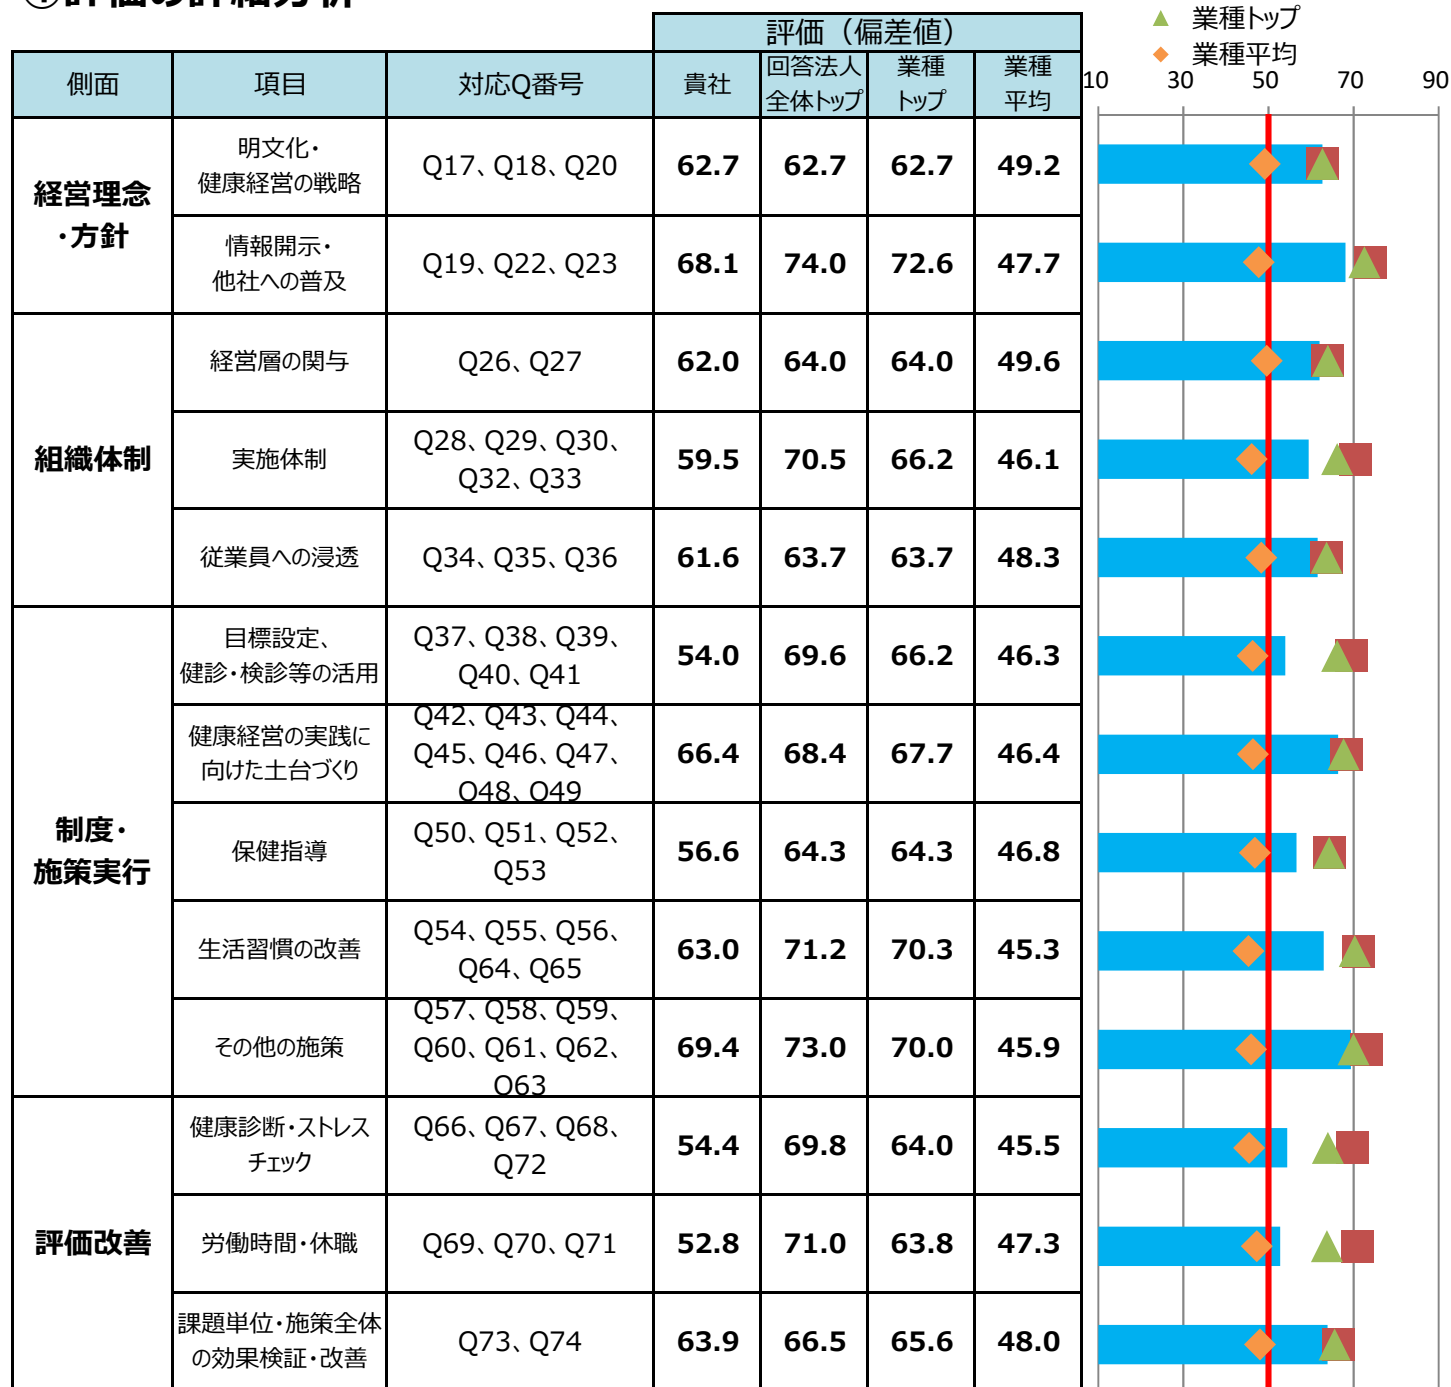 ①評価の詳細分析
▲ 業種トップ
◆ 業種平均
評価（偏差値）
側面 項目 対応Q番号 貴社 回答法人 業種 業種
全体トップ トップ 平均
10 30 50 70 90
経営理念
・方針
明文化・
健康経営の戦略
Q17、Q18、Q20 62.7 62.7 62.7 49.2
情報開示・
他社への普及
Q19、Q22、Q23 68.1 74.0 72.6 47.7
組織体制
経営層の関与 Q26、Q27 62.0 64.0 64.0 49.6
実施体制
Q28、Q29、Q30、
Q32、Q33
59.5 70.5 66.2 46.1
従業員への浸透 Q34、Q35、Q36 61.6 63.7 63.7 48.3
制度・
施策実行
目標設定、
健診・検診等の活用
Q37、Q38、Q39、
Q40、Q41
54.0 69.6 66.2 46.3
健康経営の実践に
向けた土台づくり
Q42、Q43、Q44、
Q45、Q46、Q47、
Q48、Q49
66.4 68.4 67.7 46.4
保健指導
Q50、Q51、Q52、
Q53
56.6 64.3 64.3 46.8
生活習慣の改善
Q54、Q55、Q56、
Q64、Q65
63.0 71.2 70.3 45.3
その他の施策
Q57、Q58、Q59、
Q60、Q61、Q62、
Q63
69.4 73.0 70.0 45.9
評価改善
健康診断・ストレス
チェック
Q66、Q67、Q68、
Q72
54.4 69.8 64.0 45.5
労働時間・休職 Q69、Q70、Q71 52.8 71.0 63.8 47.3
課題単位・施策全体
の効果検証・改善
Q73、Q74 63.9 66.5 65.6 48.0